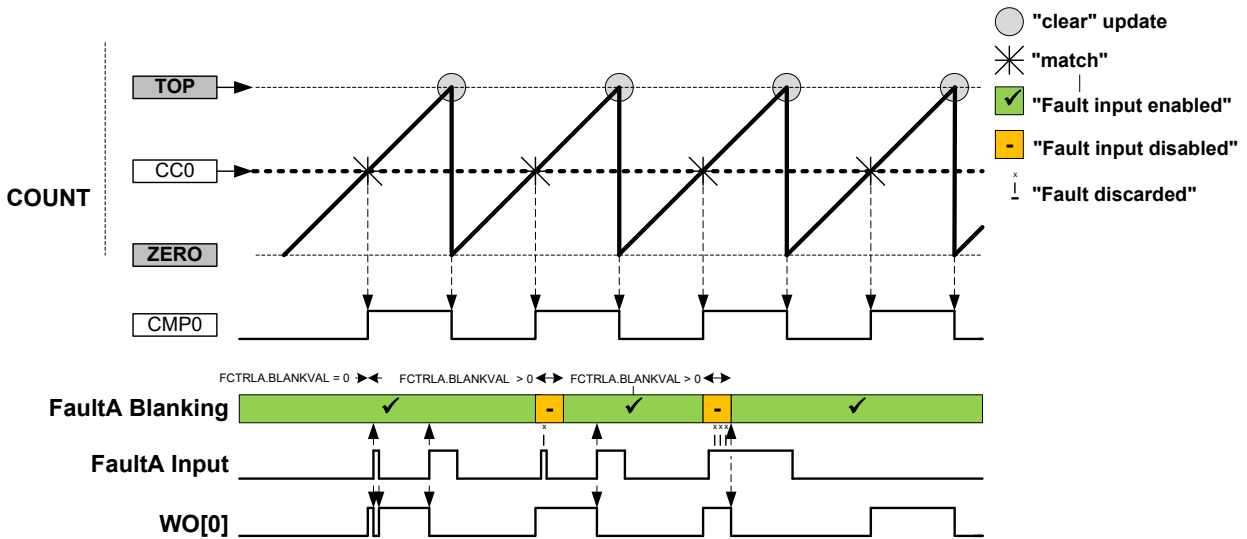 "clear" update
"match"
"Fault input enabled"
"Fault input disabled"
x
"Fault discarded"
TOP
CC0
COUNT
ZERO
CMP0
FCTRLA.BLANKVAL = 0
FCTRLA.BLANKVAL > 0
FCTRLA.BLANKVAL > 0
FaultA Blanking
✓ - ✓ - ✓
x xxx
FaultA Input
WO[0]